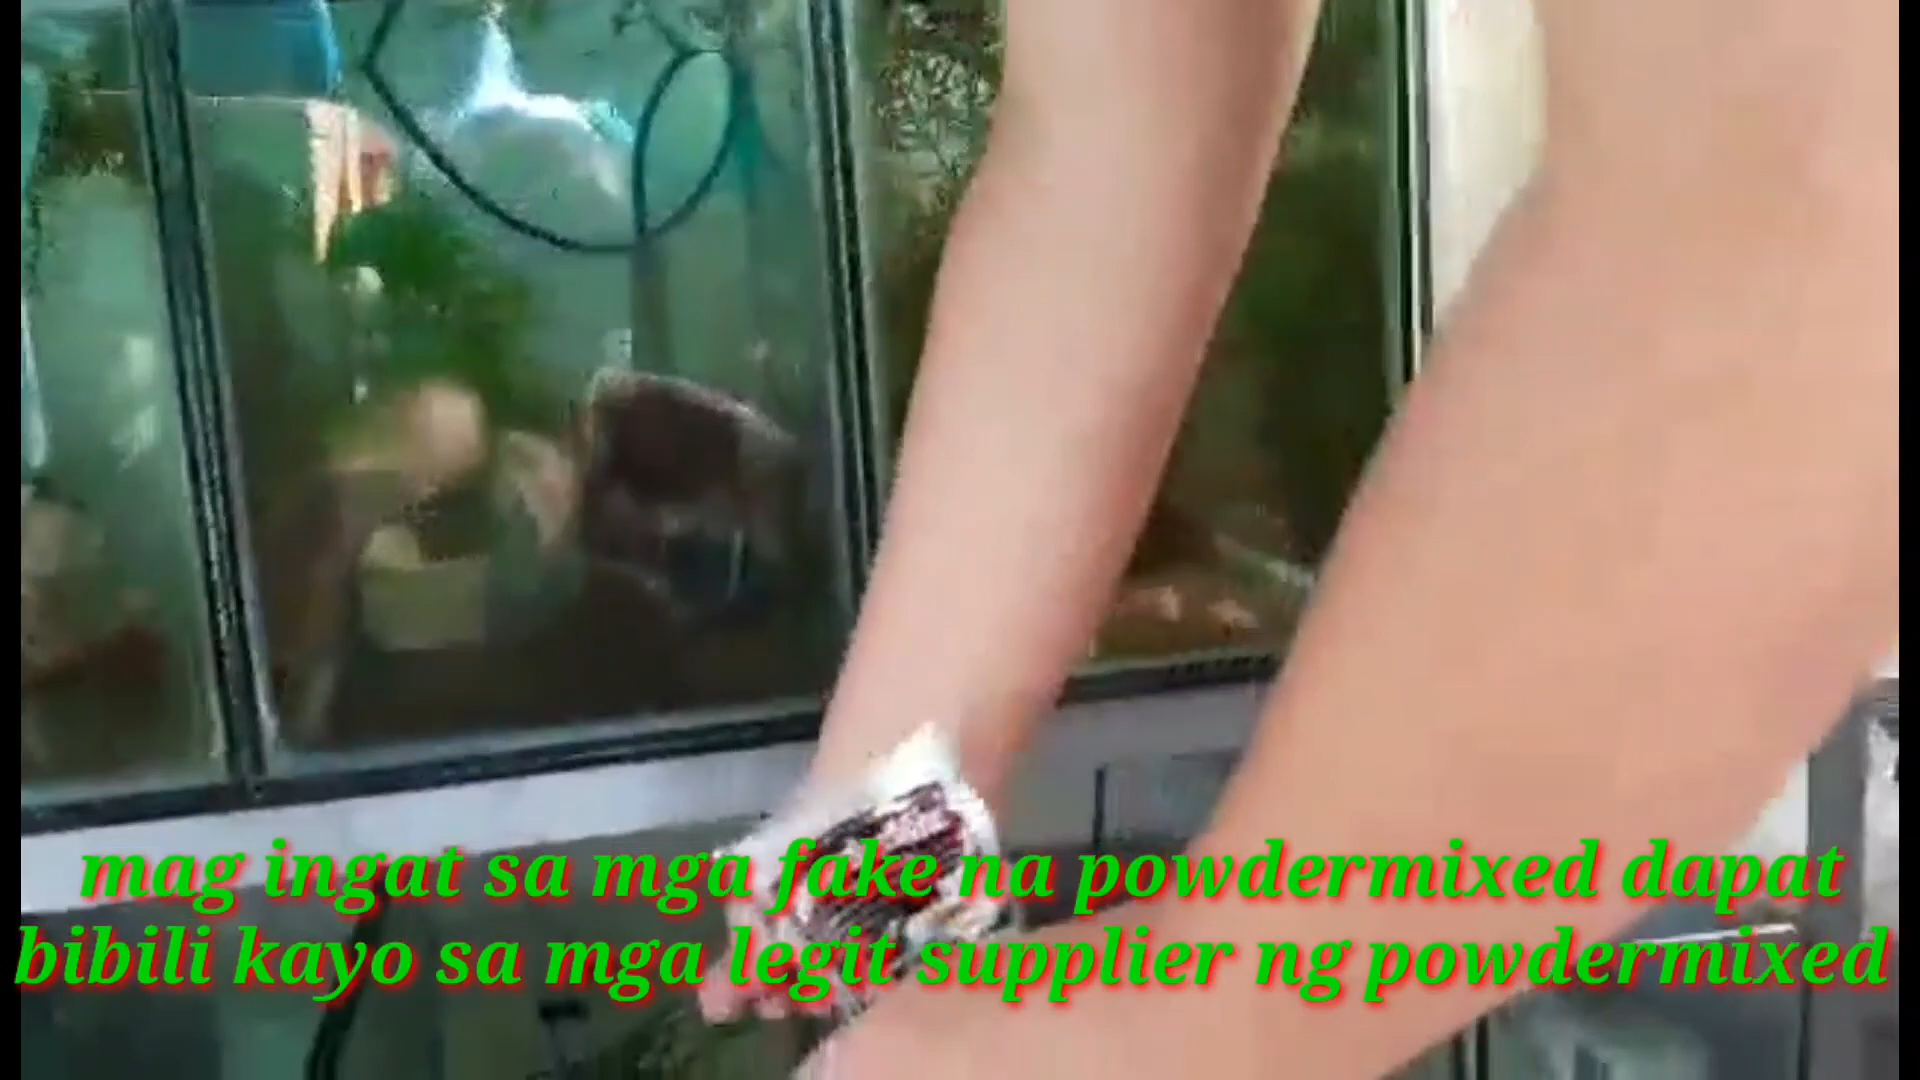 mag ingat sa mga fake na powdermixed dapat
bibili kayo sa mga legit supplier ng powdermixed